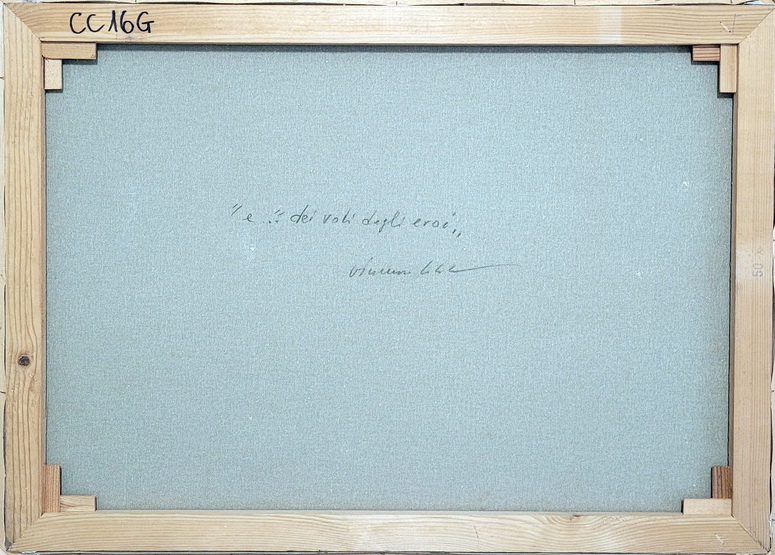 CC16G
"e .: dei voli degli eroi",,
50